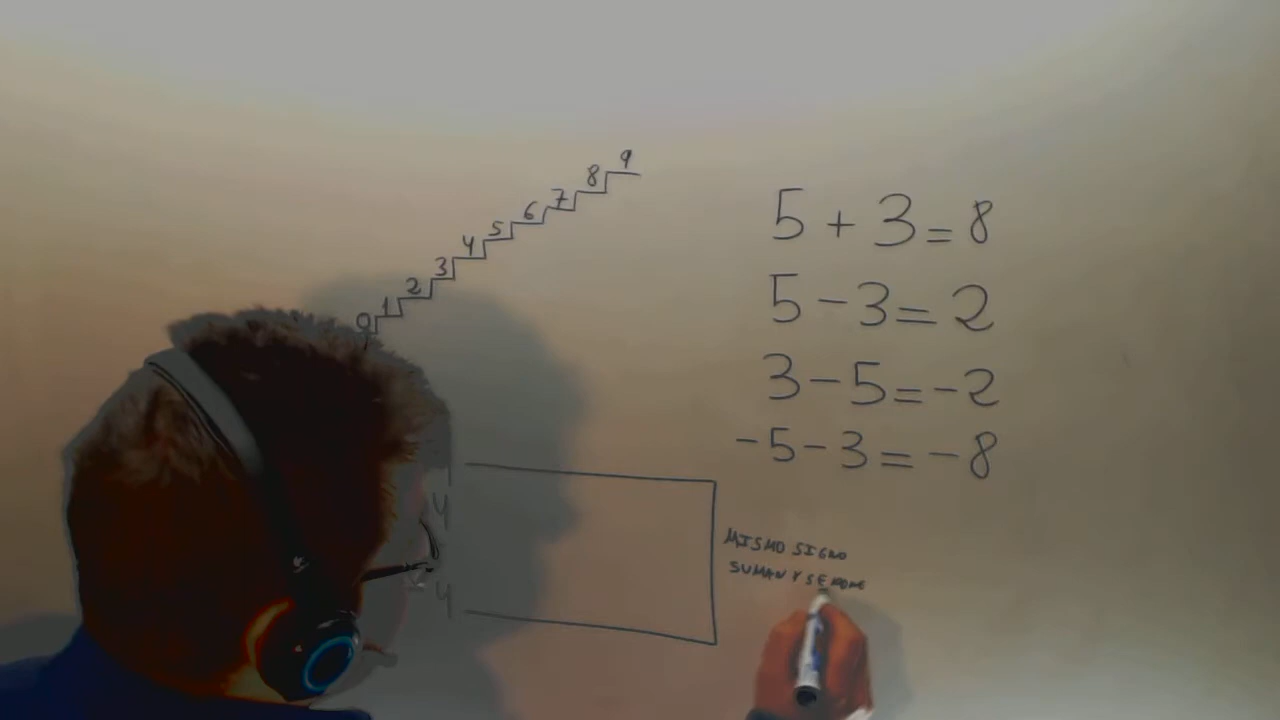 9
8
7
6
5
4
3
2
1
0
5 + 3 = 8
5 - 3 = 2
3 - 5 = -2
-5 - 3 = -8
y
y
MISMO SIGNO
SUMAN Y SE PONE